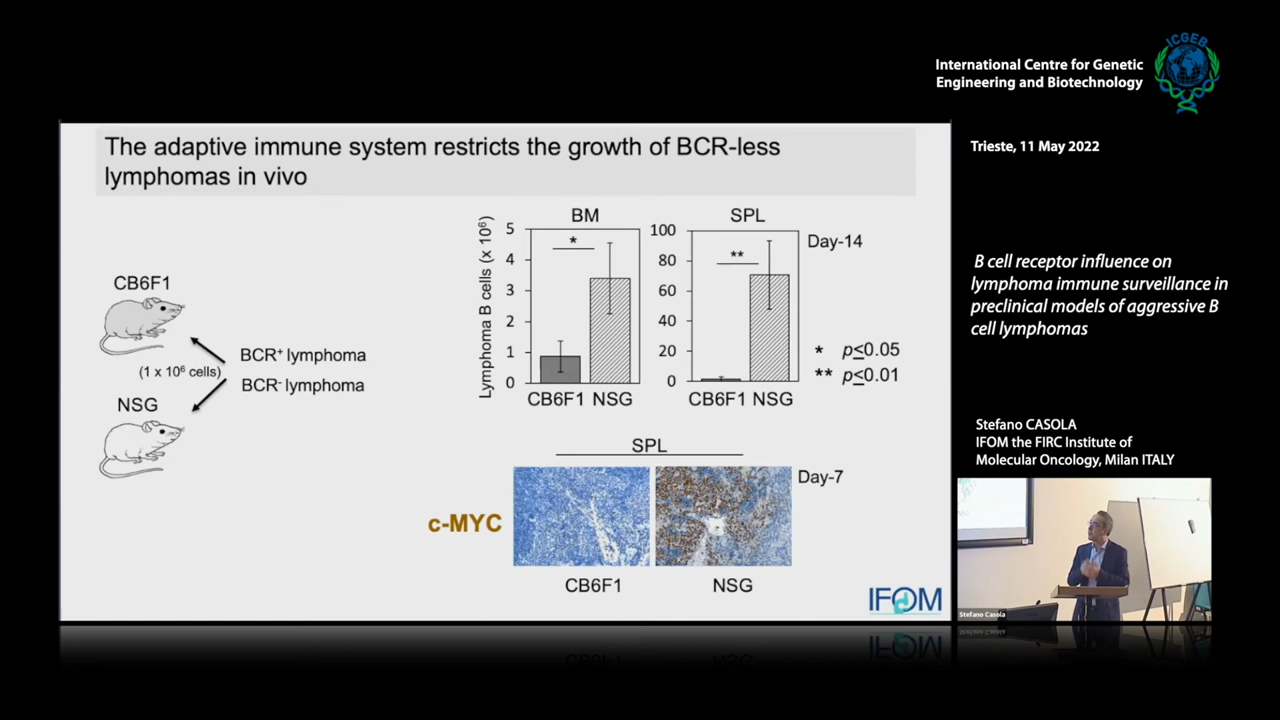 International Centre for Genetic
Engineering and Biotechnology
ICGEB
Trieste, 11 May 2022
B cell receptor influence on
lymphoma immune surveillance in
preclinical models of aggressive B
cell lymphomas
Stefano CASOLA
IFOM the FIRC Institute of
Molecular Oncology, Milan ITALY
Stefano Casola
The adaptive immune system restricts the growth of BCR-less
lymphomas in vivo
CB6F1
(1 x 10⁶ cells)
NSG
BCR⁺ lymphoma
BCR⁻ lymphoma
BM
Lymphoma B cells (x 10⁶)
5
4
3
2
1
0
*
CB6F1 NSG
SPL
100
80
60
40
20
0
**
CB6F1 NSG
Day-14
* p≤0.05
** p≤0.01
SPL
Day-7
c-MYC
CB6F1
NSG
IFOM